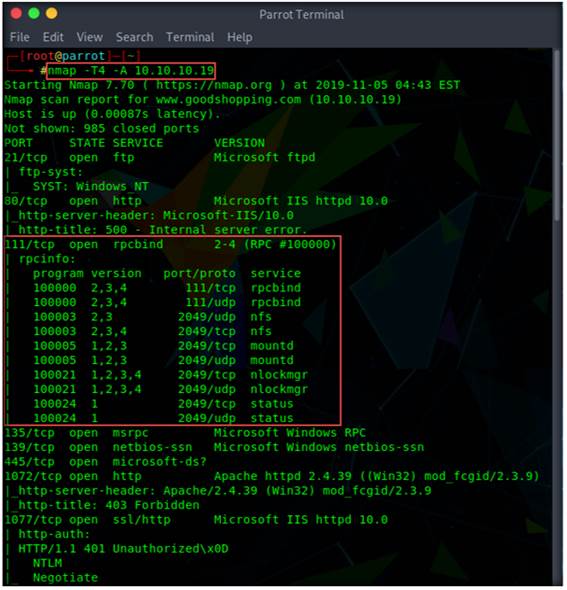 Parrot Terminal
File Edit View Search Terminal Help
┌─[root@parrot]─[~]
└──╼ #nmap -T4 -A 10.10.10.19
Starting Nmap 7.70 ( https://nmap.org ) at 2019-11-05 04:43 EST
Nmap scan report for www.goodshopping.com (10.10.10.19)
Host is up (0.00087s latency).
Not shown: 985 closed ports
PORT     STATE SERVICE       VERSION
21/tcp   open  ftp           Microsoft ftpd
| ftp-syst:
|_  SYST: Windows_NT
80/tcp   open  http          Microsoft IIS httpd 10.0
|_http-server-header: Microsoft-IIS/10.0
|_http-title: 500 - Internal server error.
111/tcp  open  rpcbind       2-4 (RPC #100000)
| rpcinfo:
|   program version   port/proto  service
|   100000  2,3,4        111/tcp  rpcbind
|   100000  2,3,4        111/udp  rpcbind
|   100003  2,3         2049/udp  nfs
|   100003  2,3,4       2049/tcp  nfs
|   100005  1,2,3       2049/tcp  mountd
|   100005  1,2,3       2049/udp  mountd
|   100021  1,2,3,4     2049/tcp  nlockmgr
|   100021  1,2,3,4     2049/udp  nlockmgr
|   100024  1           2049/tcp  status
|   100024  1           2049/udp  status
135/tcp  open  msrpc         Microsoft Windows RPC
139/tcp  open  netbios-ssn   Microsoft Windows netbios-ssn
445/tcp  open  microsoft-ds?
1072/tcp open  http          Apache httpd 2.4.39 ((Win32) mod_fcgid/2.3.9)
|_http-server-header: Apache/2.4.39 (Win32) mod_fcgid/2.3.9
|_http-title: 403 Forbidden
1077/tcp open  ssl/http      Microsoft IIS httpd 10.0
| http-auth:
| HTTP/1.1 401 Unauthorized\x0D
|   NTLM
|_  Negotiate